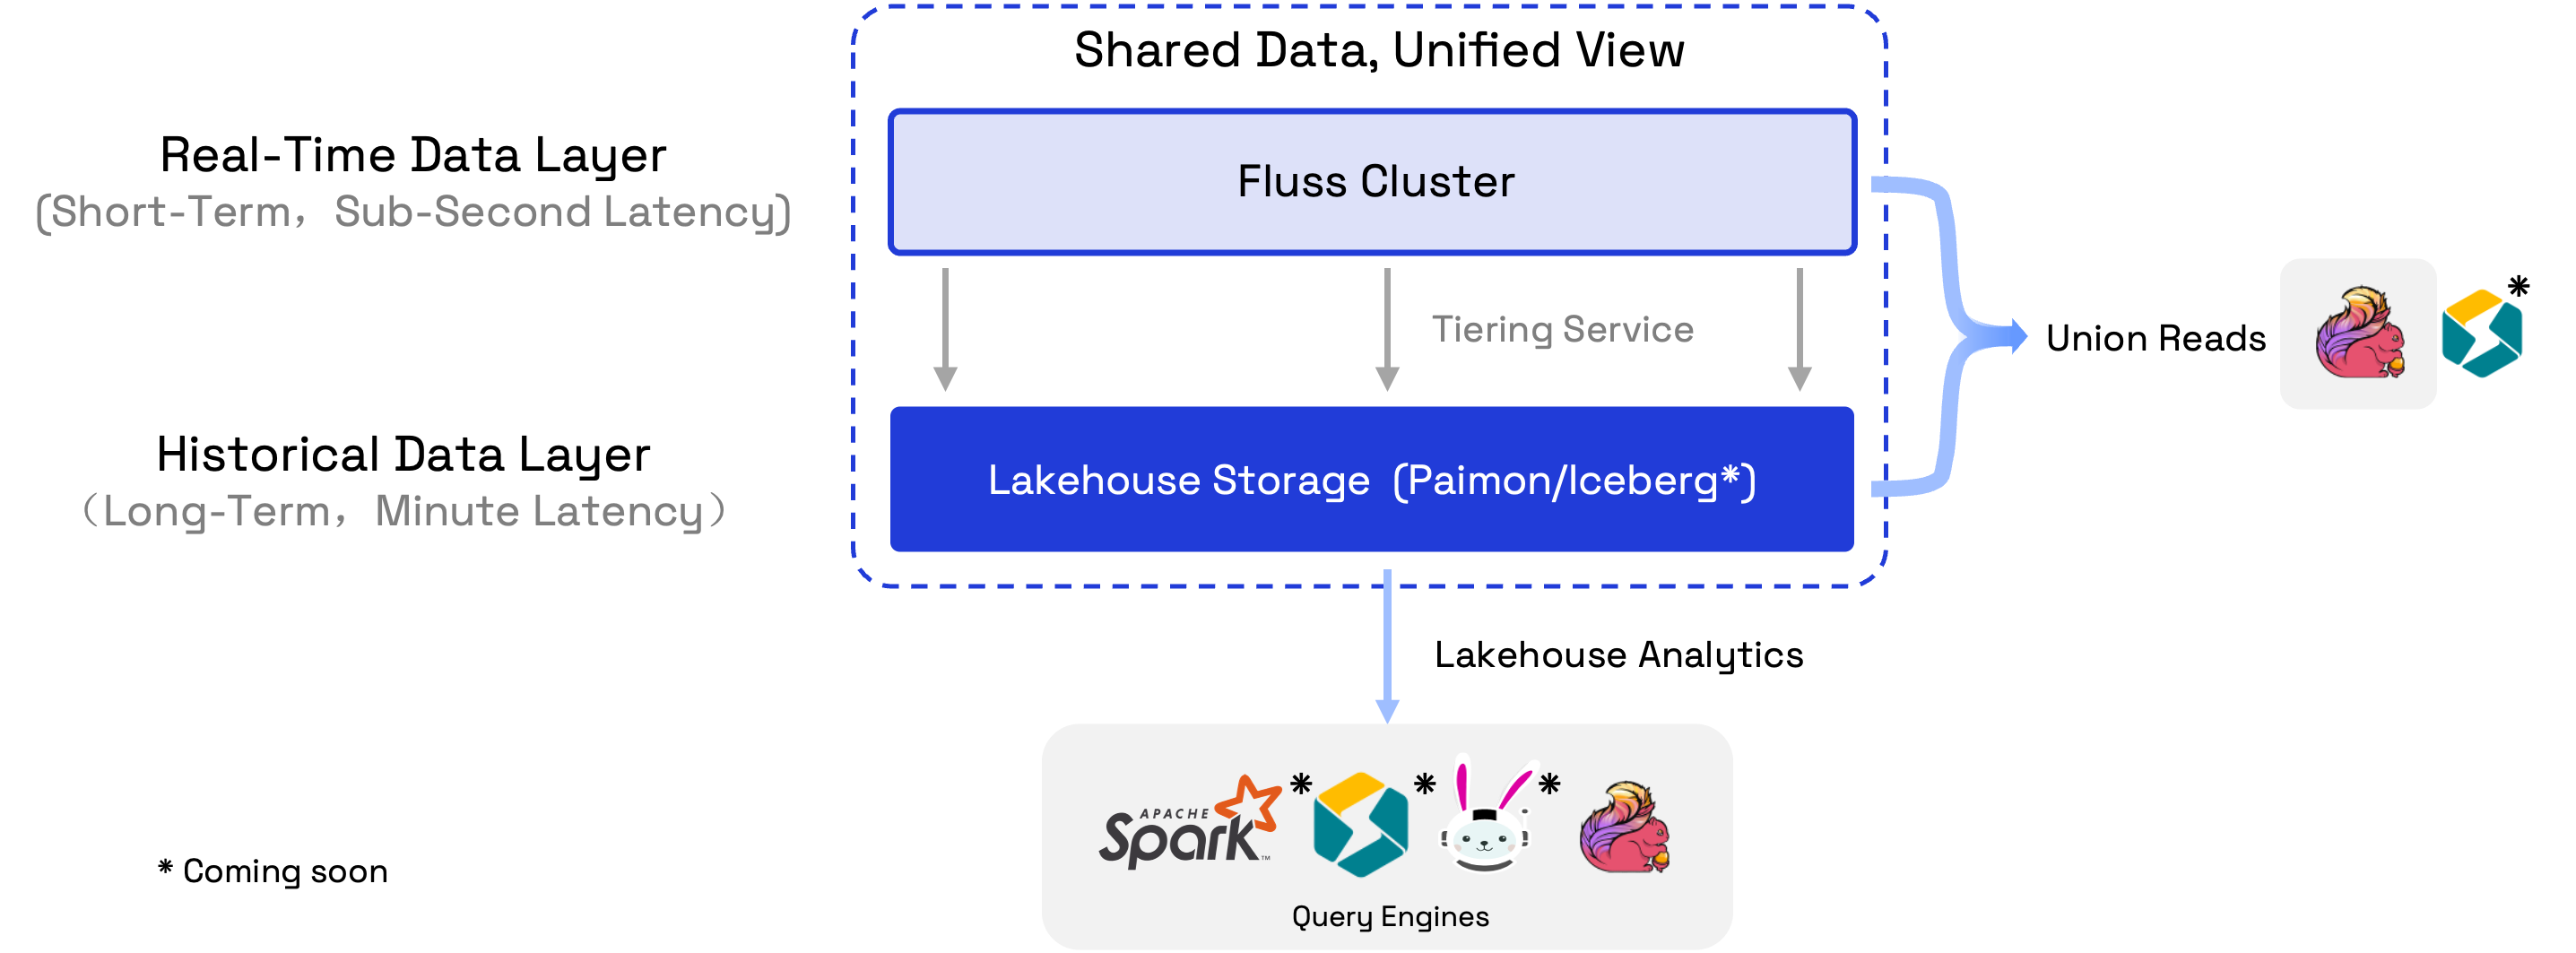 Shared Data, Unified View
Real-Time Data Layer
(Short-Term，Sub-Second Latency)
Fluss Cluster
Tiering Service
Union Reads
*
Historical Data Layer
（Long-Term，Minute Latency）
Lakehouse Storage (Paimon/Iceberg*)
Lakehouse Analytics
APACHE
Spark™
* * *
Query Engines
* Coming soon